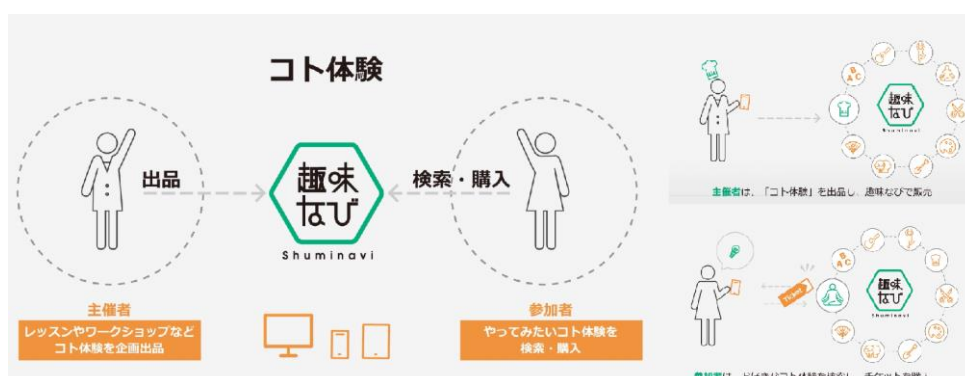 コト体験
出品
趣味
なび
Shuminavi
検索・購入
主催者
レッスンやワークショップなど
コト体験を企画出品
参加者
やってみたいコト体験を
検索・購入
A
B
C
趣味
なび
Shuminavi
主催者は、「コト体験」を出品し、趣味なびで販売
Ticket
A
B
C
趣味
なび
Shuminavi